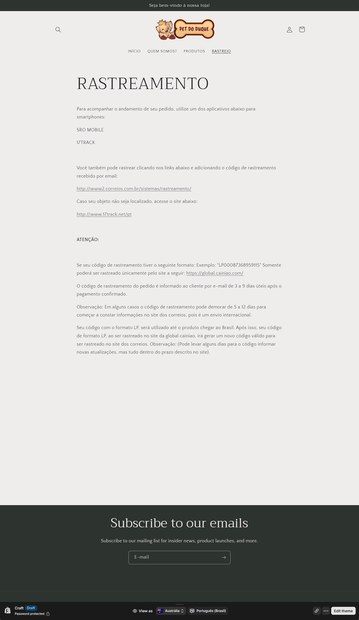 Seja bem-vindo à nossa loja!
PET DO DUQUE
INÍCIO QUEM SOMOS? PRODUTOS RASTREIO
RASTREAMENTO
Para acompanhar o andamento de seu pedido, utilize um dos aplicativos abaixo para
smartphones:
SRO MOBILE
17TRACK
Você também pode rastrear clicando nos links abaixo e adicionando o código de rastreamento
recebido por email:
http://www2.correios.com.br/sistemas/rastreamento/
Caso seu objeto não seja localizado, acesse o site abaixo:
http://www.17track.net/pt
ATENÇÃO:
Se seu código de rastreamento tiver o seguinte formato. Exemplo: Somente
poderá ser rastreado unicamente pelo site a seguir: https://global.cainiao.com/
O código de rastreamento do pedido é informado ao cliente por e-mail de 3 a 9 dias úteis após o
pagamento confirmado.
Observação: Em alguns casos o código de rastreamento pode demorar de 5 a 12 dias para
começar a constar informações no site dos correios, pois é um envio internacional.
Seu código com o formato LP, será utilizado até o produto chegar ao Brasil. Após isso, seu código
de formato LP, ao ser rastreado no site da global cainiao, irá gerar um novo código válido para
ser rastreado no site dos correios. Observação: (Pode levar alguns dias para o código informar
novas atualizações, mas tudo dentro do prazo descrito no site)
Subscribe to our emails
Subscribe to our mailing list for insider news, product launches, and more.
E-mail
Craft Draft
Password protected
View as Australia Português (Brasil)
Edit theme